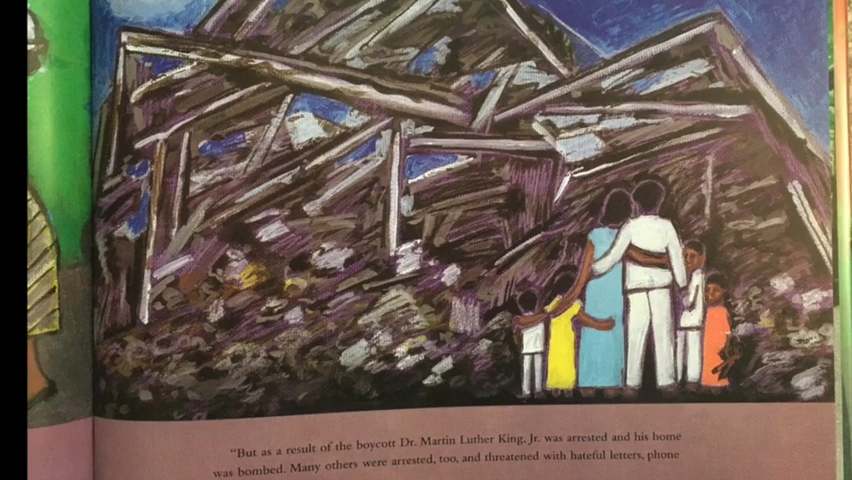 “But as a result of the boycott Dr. Martin Luther King, Jr. was arrested and his home
was bombed. Many others were arrested, too, and threatened with hateful letters, phone